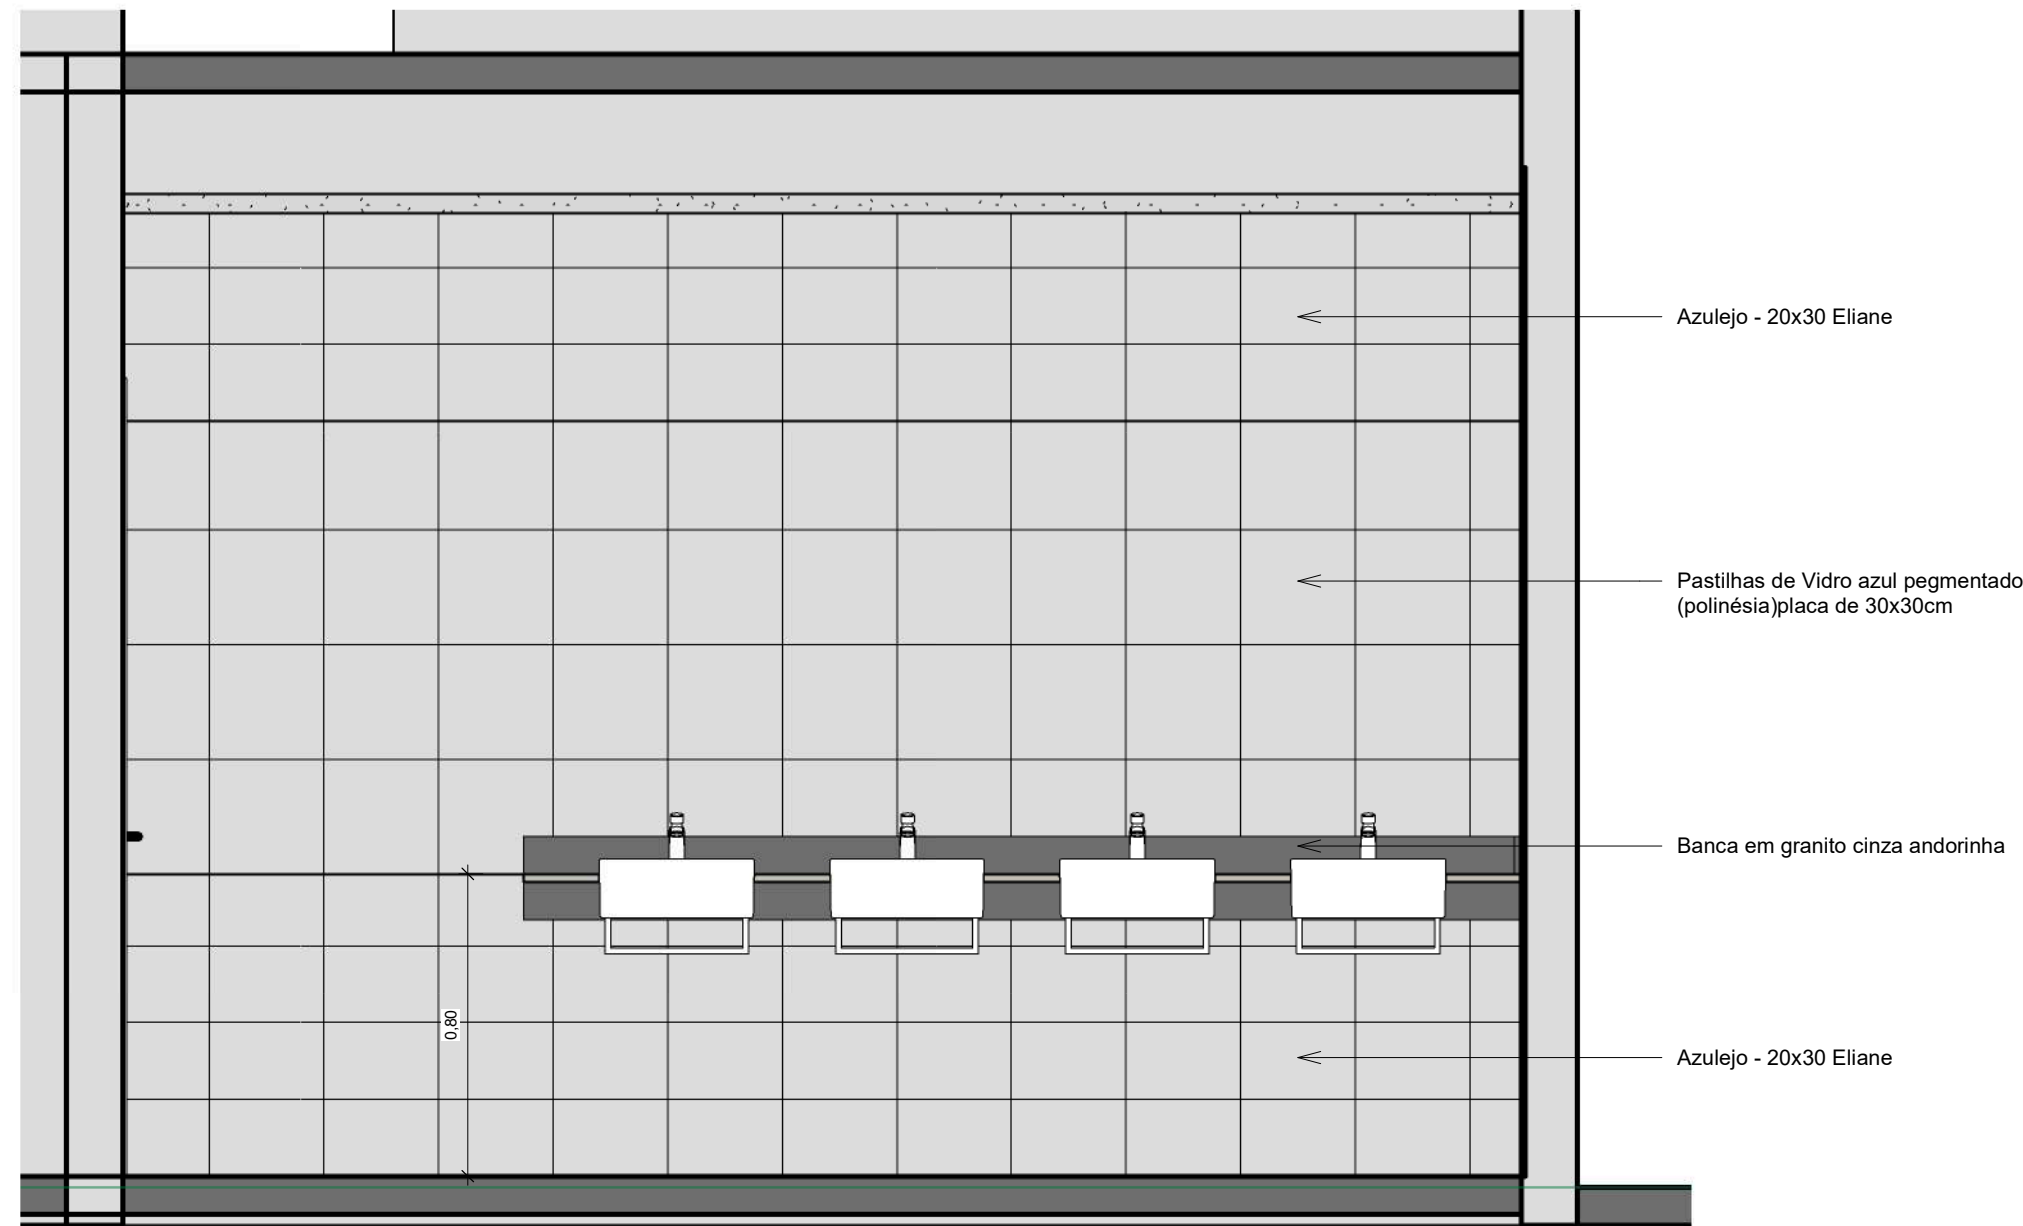 Azulejo - 20x30 Eliane
Pastilhas de Vidro azul pegmentado
(polinésia)placa de 30x30cm
Banca em granito cinza andorinha
0,80
Azulejo - 20x30 Eliane